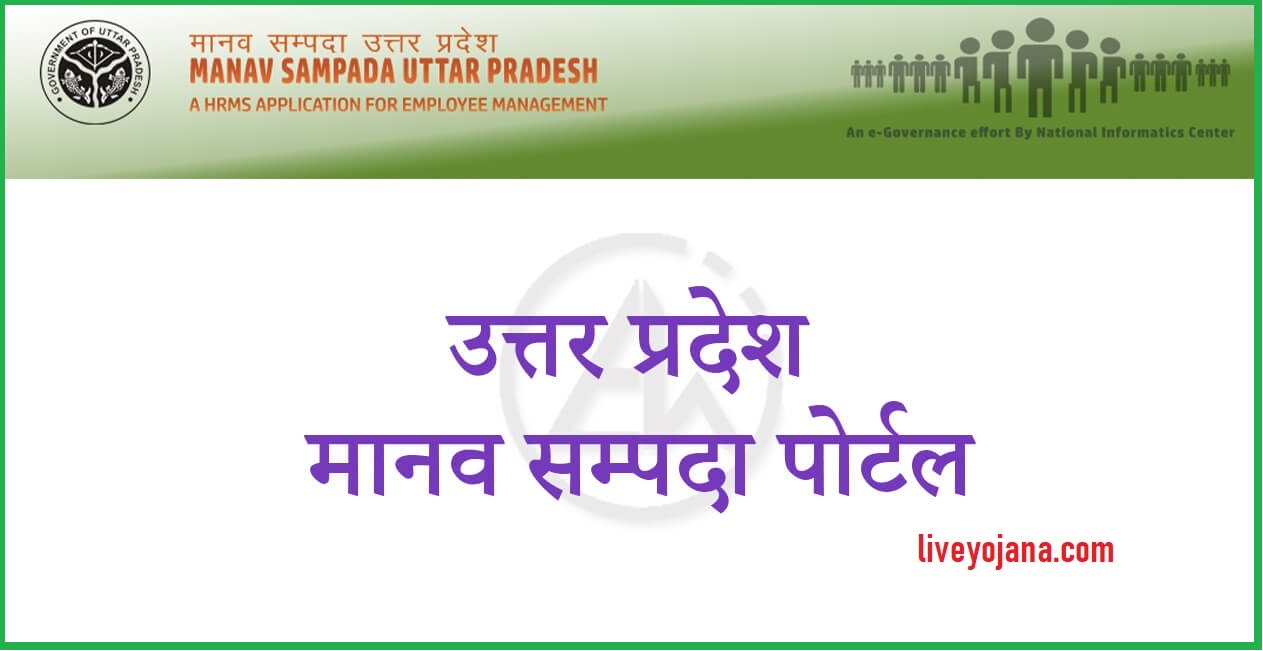 GOVERNMENT OF UTTAR PRADESH
मानव सम्पदा उत्तर प्रदेश
MANAV SAMPADA UTTAR PRADESH
A HRMS APPLICATION FOR EMPLOYEE MANAGEMENT
An e-Governance effort By National Informatics Center
उत्तर प्रदेश
मानव सम्पदा पोर्टल
liveyojana.com